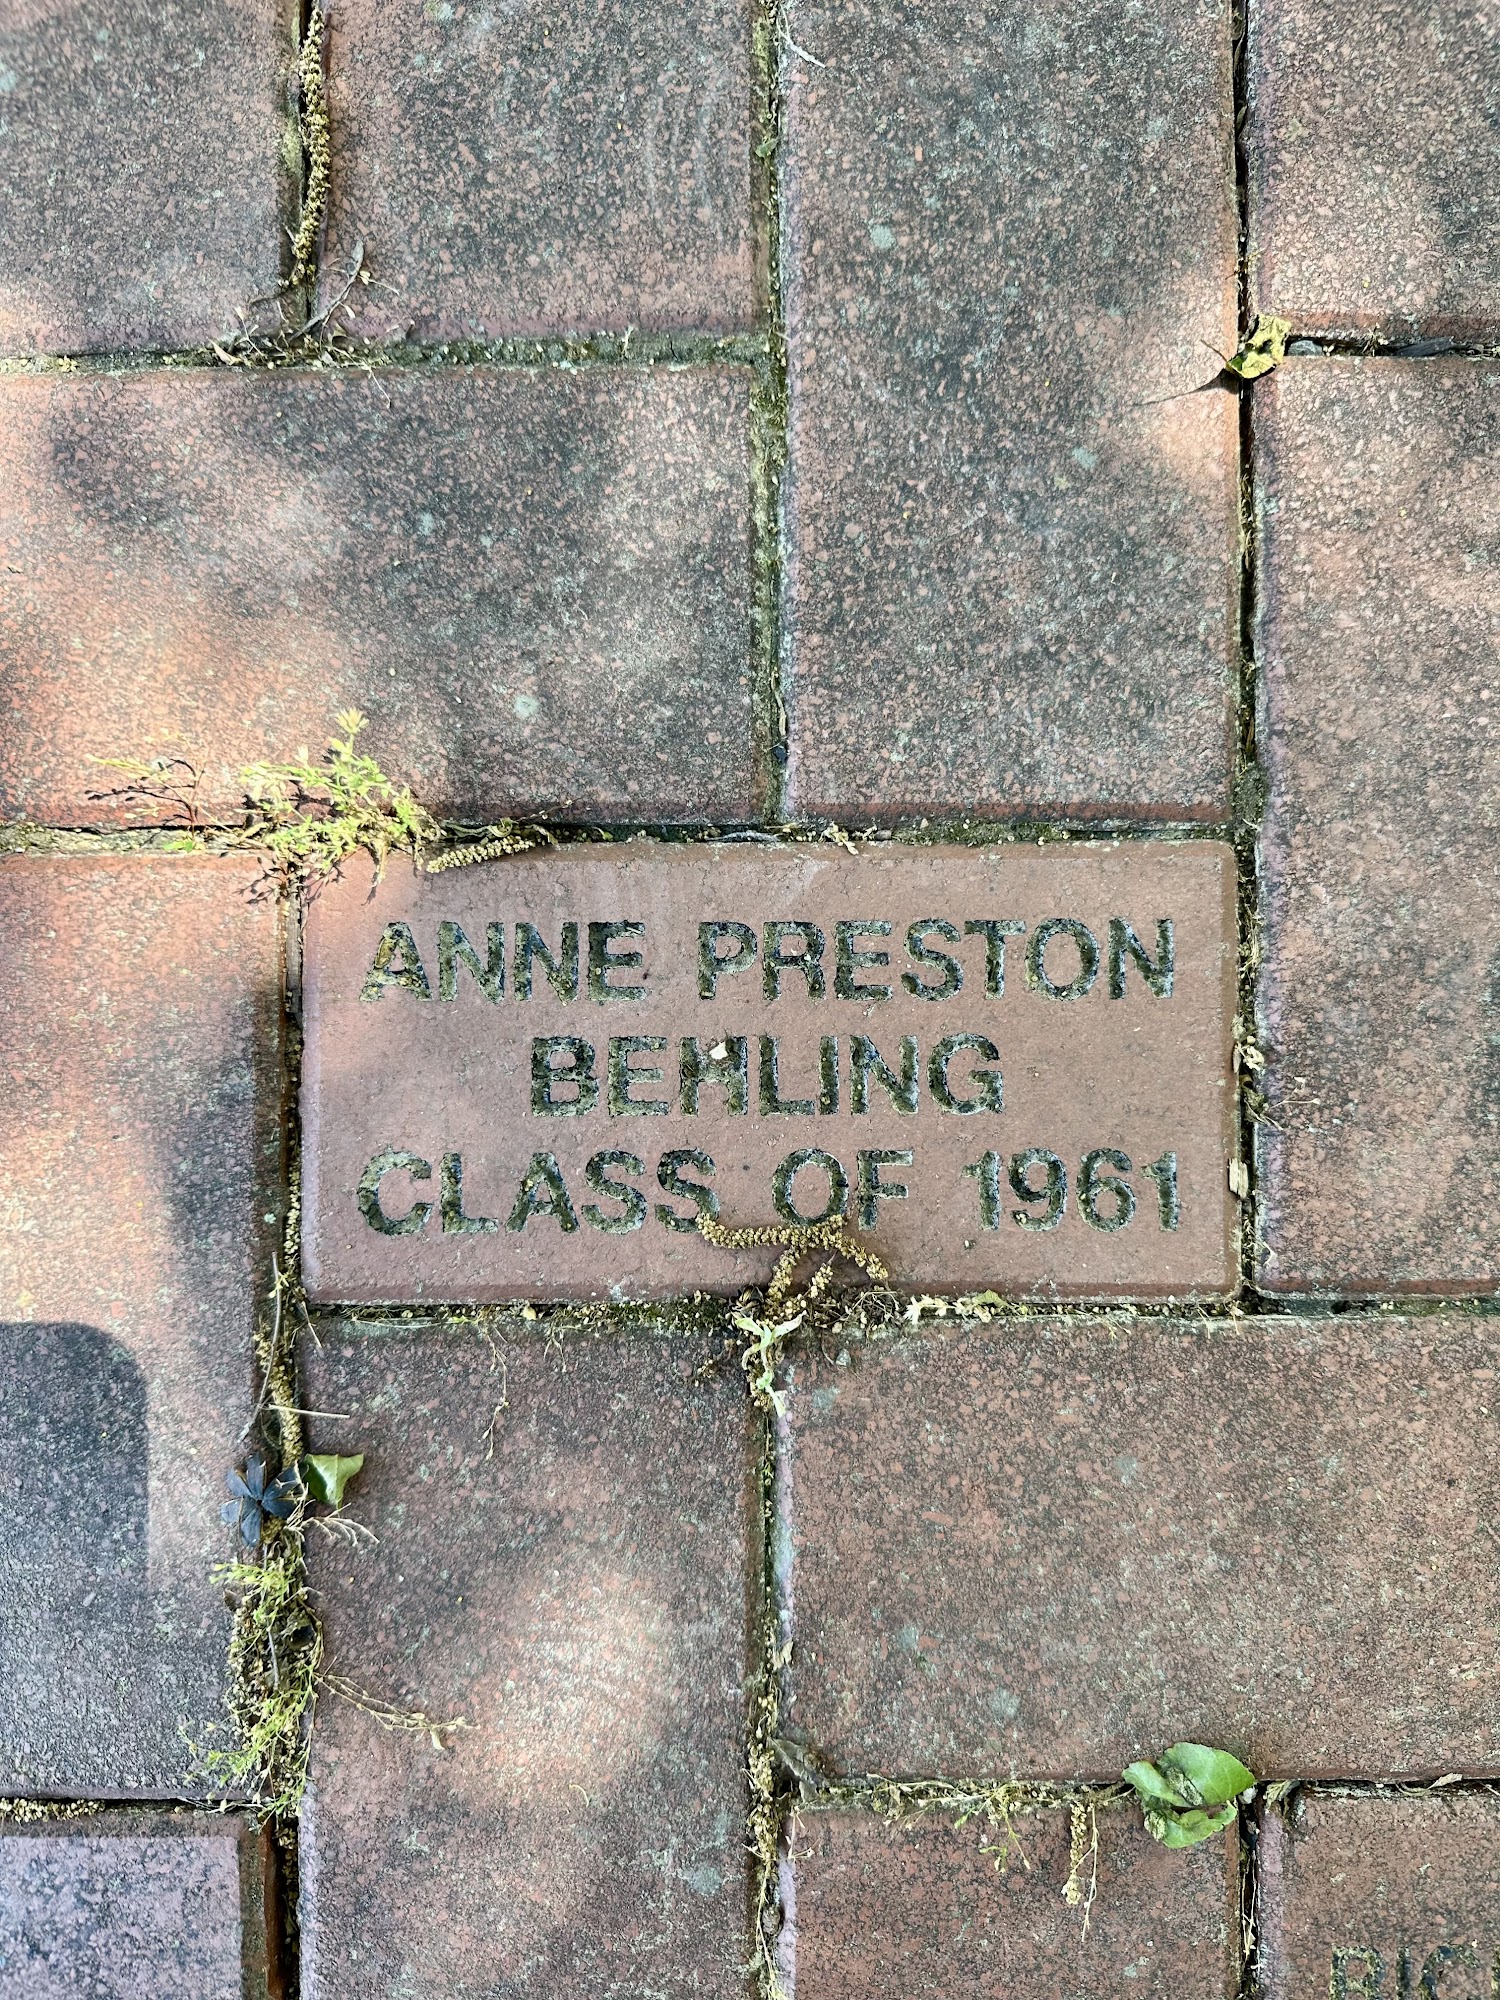 ANNE PRESTON
BEHLING
CLASS OF 1961